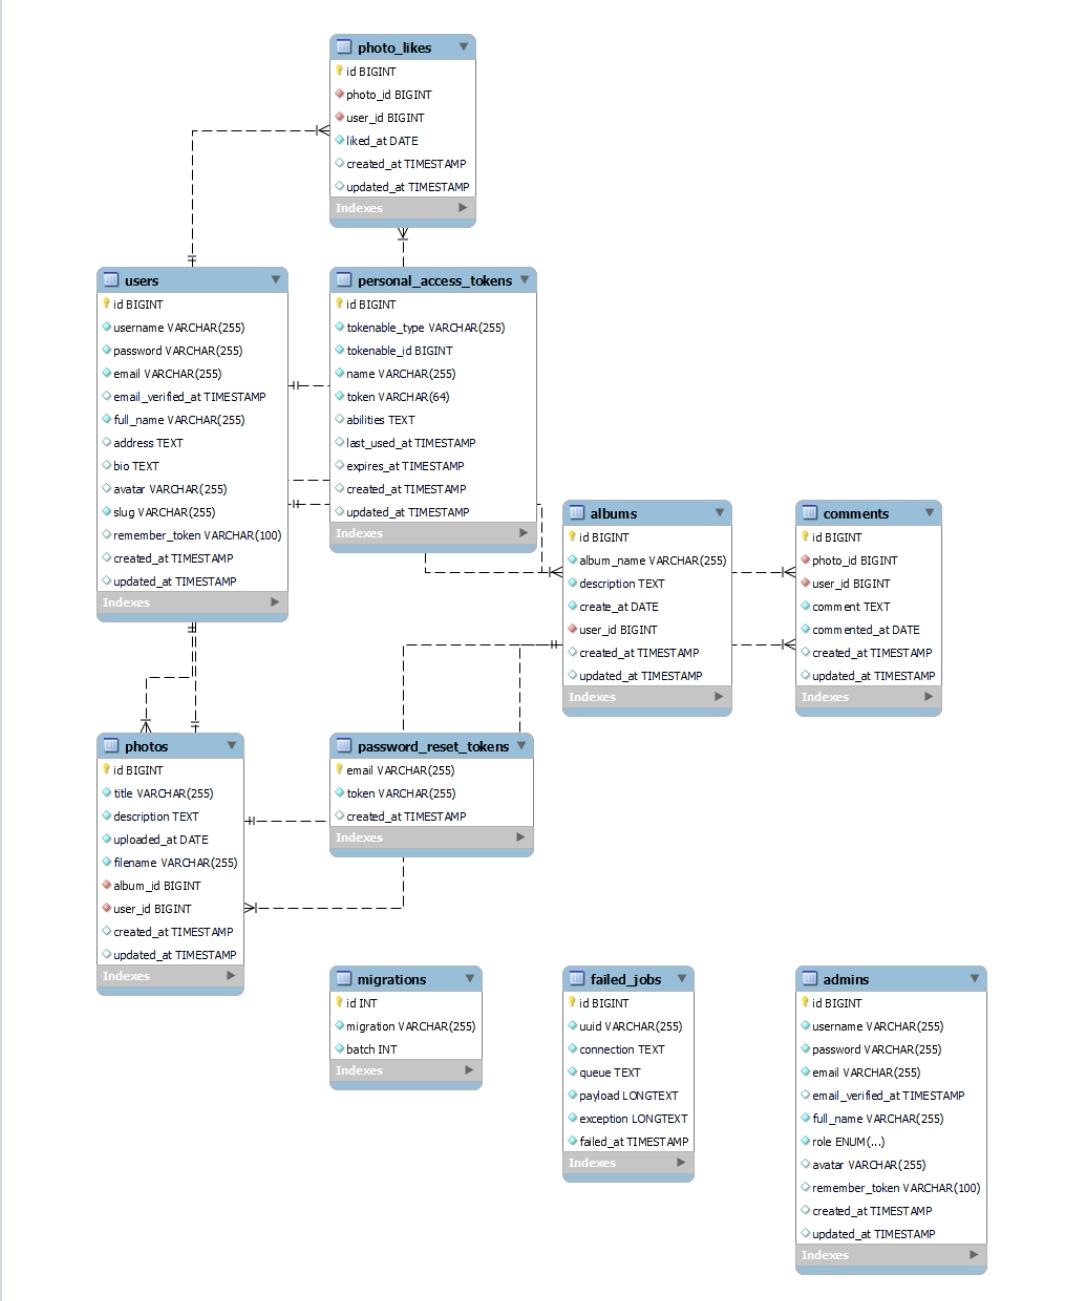 photo_likes
id BIGINT
photo_id BIGINT
user_id BIGINT
liked_at DATE
created_at TIMESTAMP
updated_at TIMESTAMP
Indexes
users
id BIGINT
username VARCHAR(255)
password VARCHAR(255)
email VARCHAR(255)
email_verified_at TIMESTAMP
full_name VARCHAR(255)
address TEXT
bio TEXT
avatar VARCHAR(255)
slug VARCHAR(255)
remember_token VARCHAR(100)
created_at TIMESTAMP
updated_at TIMESTAMP
Indexes
personal_access_tokens
id BIGINT
tokenable_type VARCHAR(255)
tokenable_id BIGINT
name VARCHAR(255)
token VARCHAR(64)
abilities TEXT
last_used_at TIMESTAMP
expires_at TIMESTAMP
created_at TIMESTAMP
updated_at TIMESTAMP
Indexes
albums
id BIGINT
album_name VARCHAR(255)
description TEXT
create_at DATE
user_id BIGINT
created_at TIMESTAMP
updated_at TIMESTAMP
Indexes
comments
id BIGINT
photo_id BIGINT
user_id BIGINT
comment TEXT
commented_at DATE
created_at TIMESTAMP
updated_at TIMESTAMP
Indexes
photos
id BIGINT
title VARCHAR(255)
description TEXT
uploaded_at DATE
filename VARCHAR(255)
album_id BIGINT
user_id BIGINT
created_at TIMESTAMP
updated_at TIMESTAMP
Indexes
password_reset_tokens
email VARCHAR(255)
token VARCHAR(255)
created_at TIMESTAMP
Indexes
migrations
id INT
migration VARCHAR(255)
batch INT
Indexes
failed_jobs
id BIGINT
uuid VARCHAR(255)
connection TEXT
queue TEXT
payload LONGTEXT
exception LONGTEXT
failed_at TIMESTAMP
Indexes
admins
id BIGINT
username VARCHAR(255)
password VARCHAR(255)
email VARCHAR(255)
email_verified_at TIMESTAMP
full_name VARCHAR(255)
role ENUM(...)
avatar VARCHAR(255)
remember_token VARCHAR(100)
created_at TIMESTAMP
updated_at TIMESTAMP
Indexes